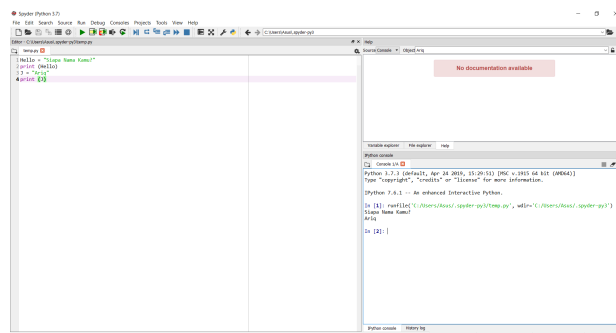 Spyder (Python 3.7)
File Edit Search Source Run Debug Consoles Projects Tools View Help
C:\Users\Asus\.spyder-py3
Editor - C:\Users\Asus\.spyder-py3\temp.py
temp.py
1 Hello = "Siapa Nama Kamu?"
2 print (Hello)
3 J = "Ariq"
4 print (J)
Help
Source Console Object Ariq
No documentation available
Variable explorer File explorer Help
IPython console
Console 1/A
Python 3.7.3 (default, Apr 24 2019, 15:29:51) [MSC v.1915 64 bit (AMD64)]
Type "copyright", "credits" or "license" for more information.
IPython 7.6.1 -- An enhanced Interactive Python.
In [1]: runfile('C:/Users/Asus/.spyder-py3/temp.py', wdir='C:/Users/Asus/.spyder-py3')
Siapa Nama Kamu?
Ariq
In [2]:
IPython console History log